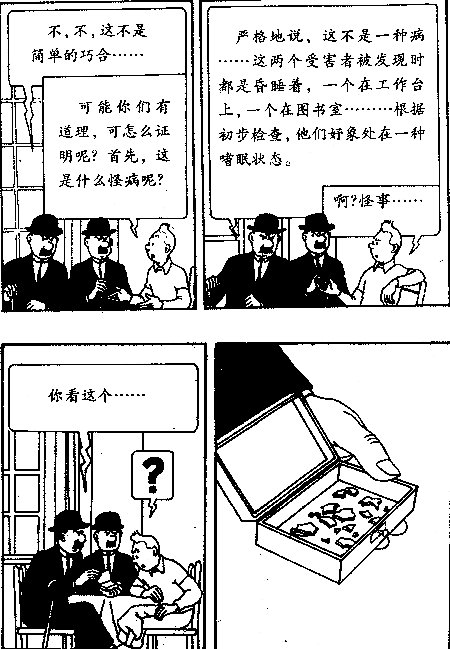 不,不,这不是
简单的巧合……
可能你们有
道理,可怎么证
明呢?首先,这
是什么怪病呢?
严格地说,这不是一种病
……这两个受害者被发现时
都是昏睡着,一个在工作台
上,一个在图书室………根据
初步检查,他们好象处在一种
嗜眠状态。
啊?怪事……
你看这个……
?